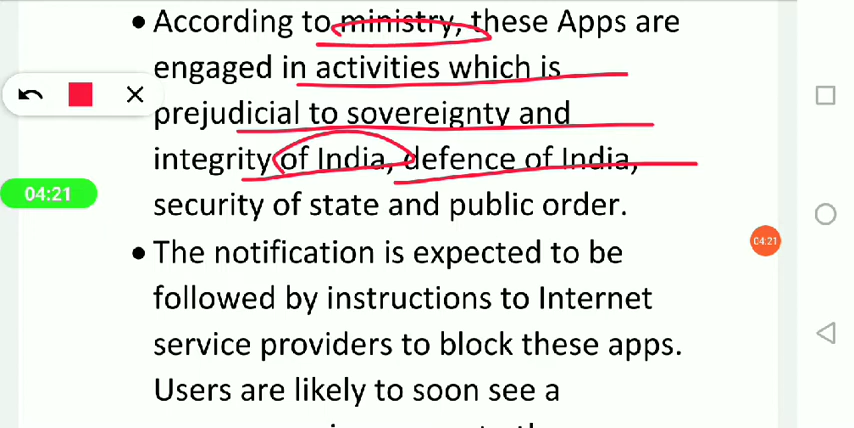 • According to ministry, these Apps are
engaged in activities which is
prejudicial to sovereignty and
integrity of India, defence of India,
04:21
security of state and public order.
04:21
• The notification is expected to be
followed by instructions to Internet
service providers to block these apps.
Users are likely to soon see a